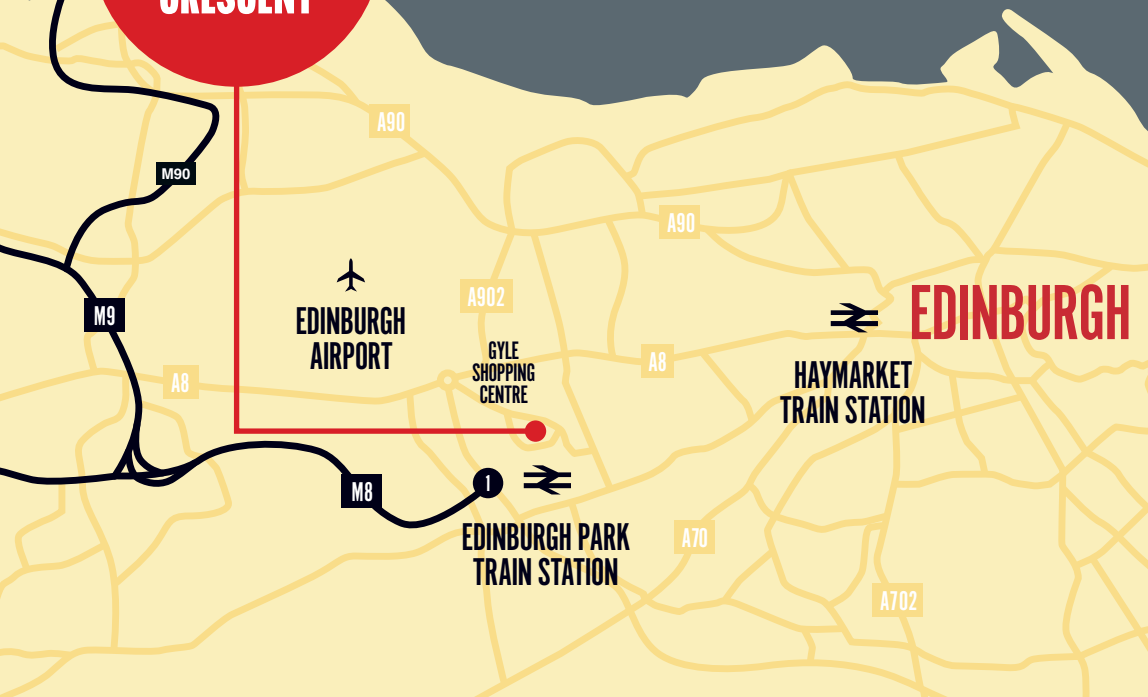 CRESCENT
A90
M90
A90
EDINBURGH
AIRPORT
A902
M9
EDINBURGH
GYLE
SHOPPING
CENTRE
A8
A8
HAYMARKET
TRAIN STATION
M8
1
EDINBURGH PARK
TRAIN STATION
A70
A702